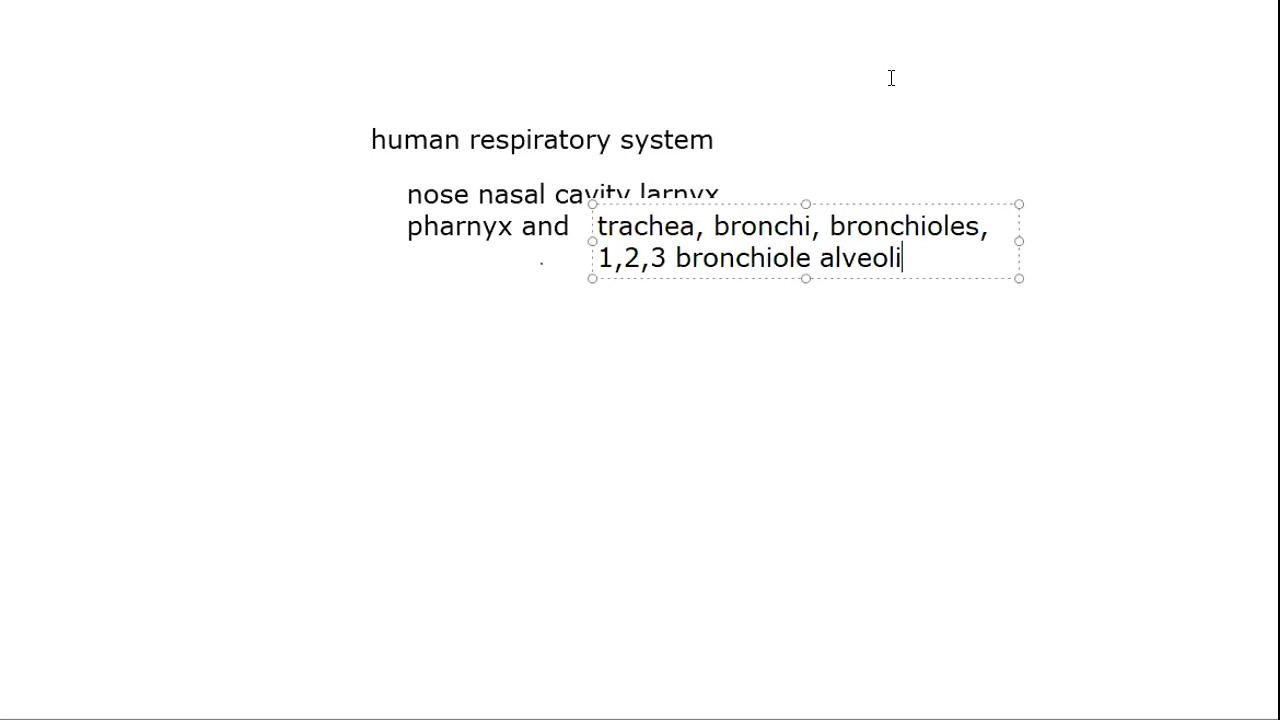 human respiratory system
nose nasal cavity larnyx
pharnyx and trachea, bronchi, bronchioles,
1,2,3 bronchiole alveoli